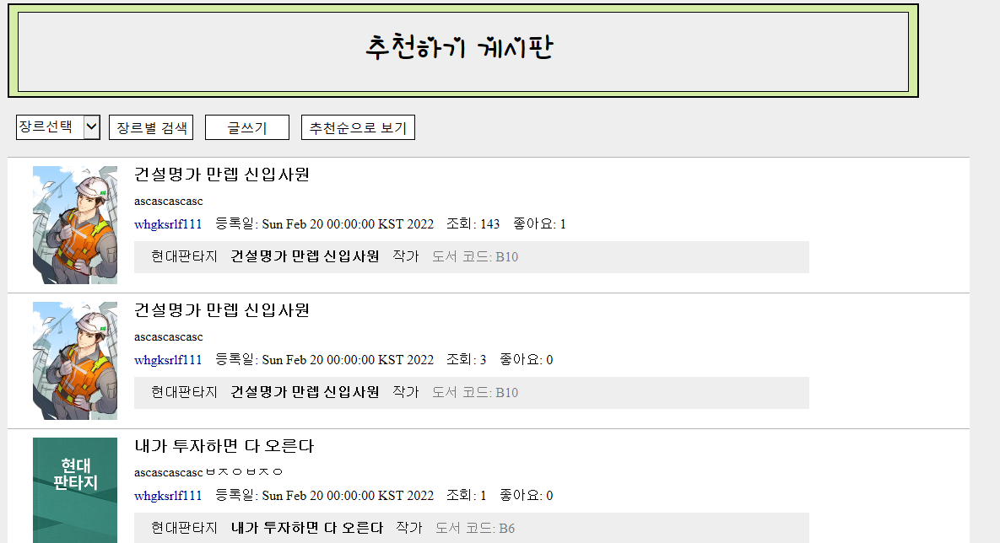 추천하기 게시판
장르선택 장르별 검색 글쓰기 추천순으로 보기
건설명가 만렙 신입사원
ascascascasc
whgksrlf111 등록일: Sun Feb 20 00:00:00 KST 2022 조회: 143 좋아요: 1
현대판타지 건설명가 만렙 신입사원 작가 도서 코드: B10
건설명가 만렙 신입사원
ascascascasc
whgksrlf111 등록일: Sun Feb 20 00:00:00 KST 2022 조회: 3 좋아요: 0
현대판타지 건설명가 만렙 신입사원 작가 도서 코드: B10
현대
판타지
내가 투자하면 다 오른다
ascascascascㅂㅈㅇㅂㅈㅇ
whgksrlf111 등록일: Sun Feb 20 00:00:00 KST 2022 조회: 1 좋아요: 0
현대판타지 내가 투자하면 다 오른다 작가 도서 코드: B6